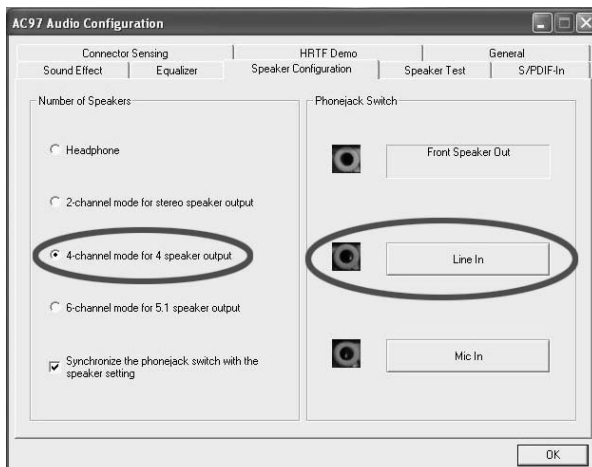 AC97 Audio Configuration
Connector Sensing
HRTF Demo
General
Sound Effect
Equalizer
Speaker Configuration
Speaker Test
S/PDIF-In
Number of Speakers
Headphone
2-channel mode for stereo speaker output
4-channel mode for 4 speaker output
6-channel mode for 5.1 speaker output
Synchronize the phonejack switch with the
speaker setting
Phonejack Switch
Front Speaker Out
Line In
Mic In
OK